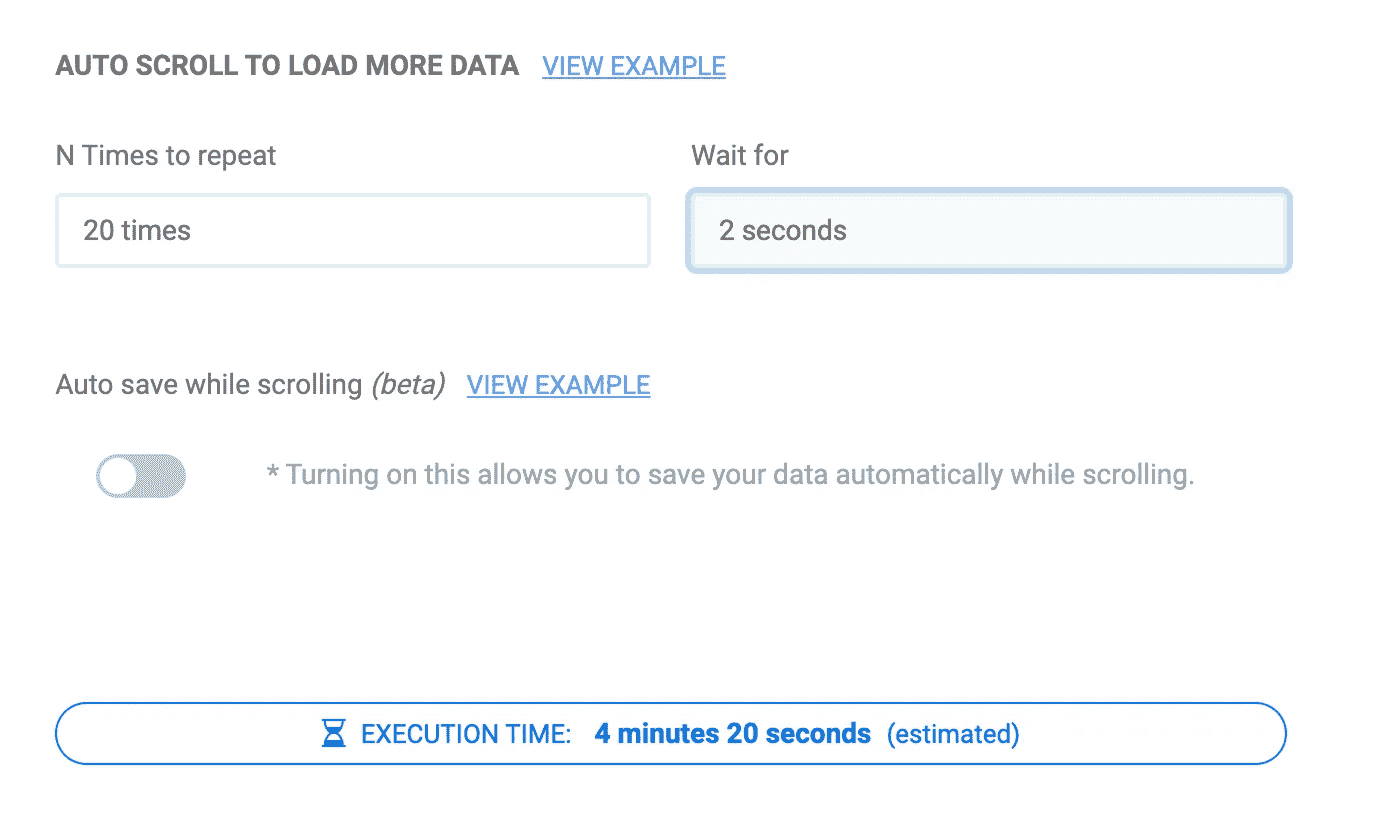 AUTO SCROLL TO LOAD MORE DATA VIEW EXAMPLE
N Times to repeat Wait for
20 times 2 seconds
Auto save while scrolling (beta) VIEW EXAMPLE
* Turning on this allows you to save your data automatically while scrolling.
EXECUTION TIME: 4 minutes 20 seconds (estimated)